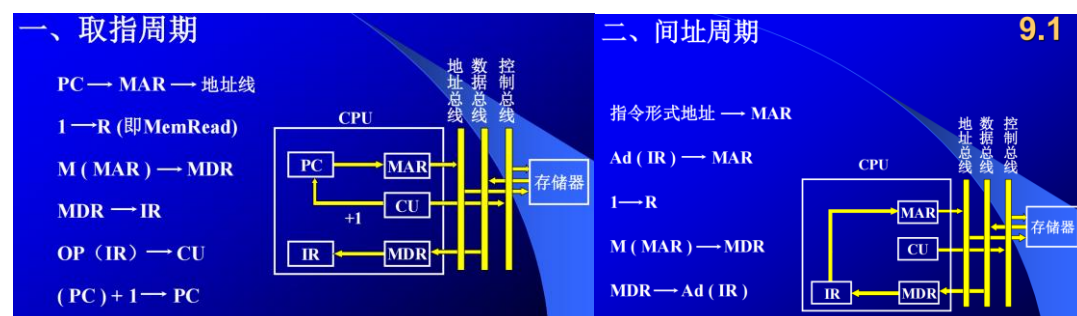 一、取指周期
PC → MAR → 地址线
1 → R (即MemRead)
M ( MAR ) → MDR
MDR → IR
OP（IR）→ CU
( PC ) + 1 → PC
地址总线
数据总线
控制总线
CPU
PC
MAR
CU
+1
IR
MDR
存储器
二、间址周期
9.1
指令形式地址 → MAR
Ad ( IR ) → MAR
1 → R
M ( MAR ) → MDR
MDR → Ad ( IR )
地址总线
数据总线
控制总线
CPU
MAR
CU
IR
MDR
存储器